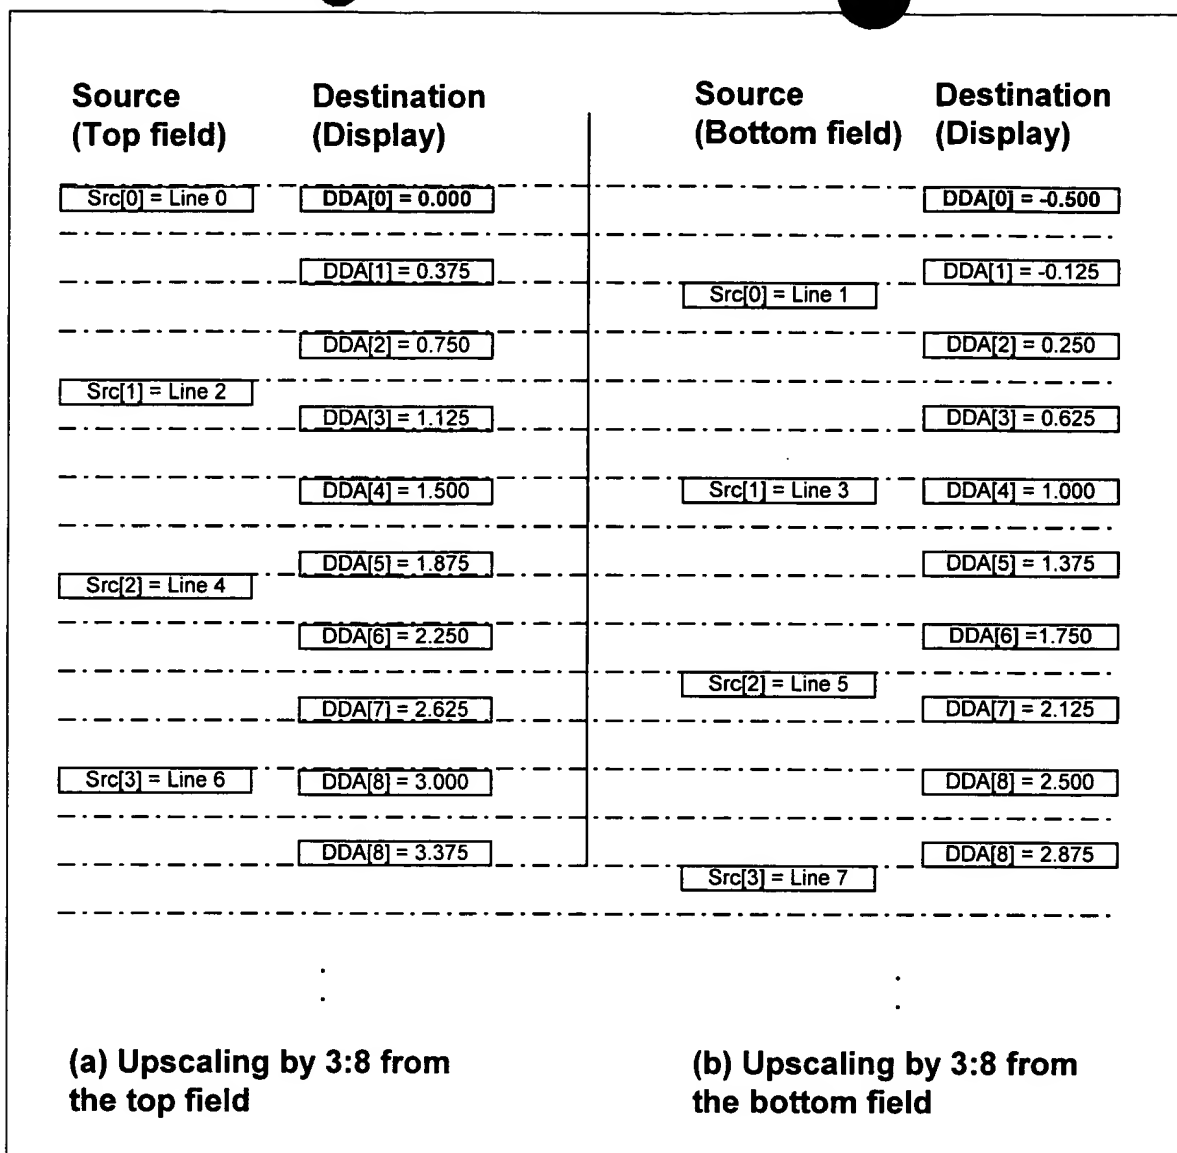 Source
(Top field)
Destination
(Display)
Src[0] = Line 0
DDA[0] = 0.000
DDA[1] = 0.375
DDA[2] = 0.750
Src[1] = Line 2
DDA[3] = 1.125
DDA[4] = 1.500
DDA[5] = 1.875
Src[2] = Line 4
DDA[6] = 2.250
DDA[7] = 2.625
Src[3] = Line 6
DDA[8] = 3.000
DDA[8] = 3.375
(a) Upscaling by 3:8 from
the top field
Source
(Bottom field)
Destination
(Display)
DDA[0] = -0.500
DDA[1] = -0.125
Src[0] = Line 1
DDA[2] = 0.250
DDA[3] = 0.625
Src[1] = Line 3
DDA[4] = 1.000
DDA[5] = 1.375
DDA[6] =1.750
Src[2] = Line 5
DDA[7] = 2.125
DDA[8] = 2.500
DDA[8] = 2.875
Src[3] = Line 7
(b) Upscaling by 3:8 from
the bottom field